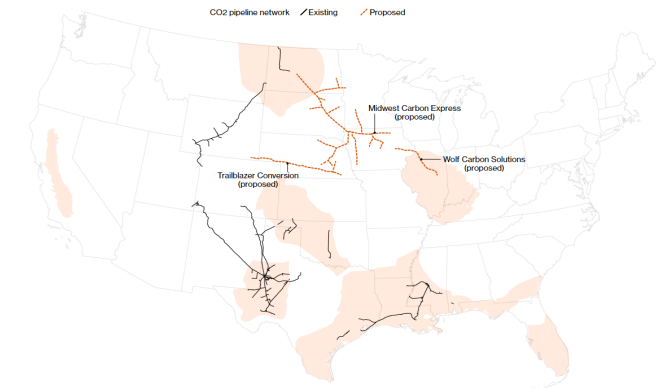 CO2 pipeline network Existing Proposed
Midwest Carbon Express
(proposed)
Wolf Carbon Solutions
(proposed)
Trailblazer Conversion
(proposed)